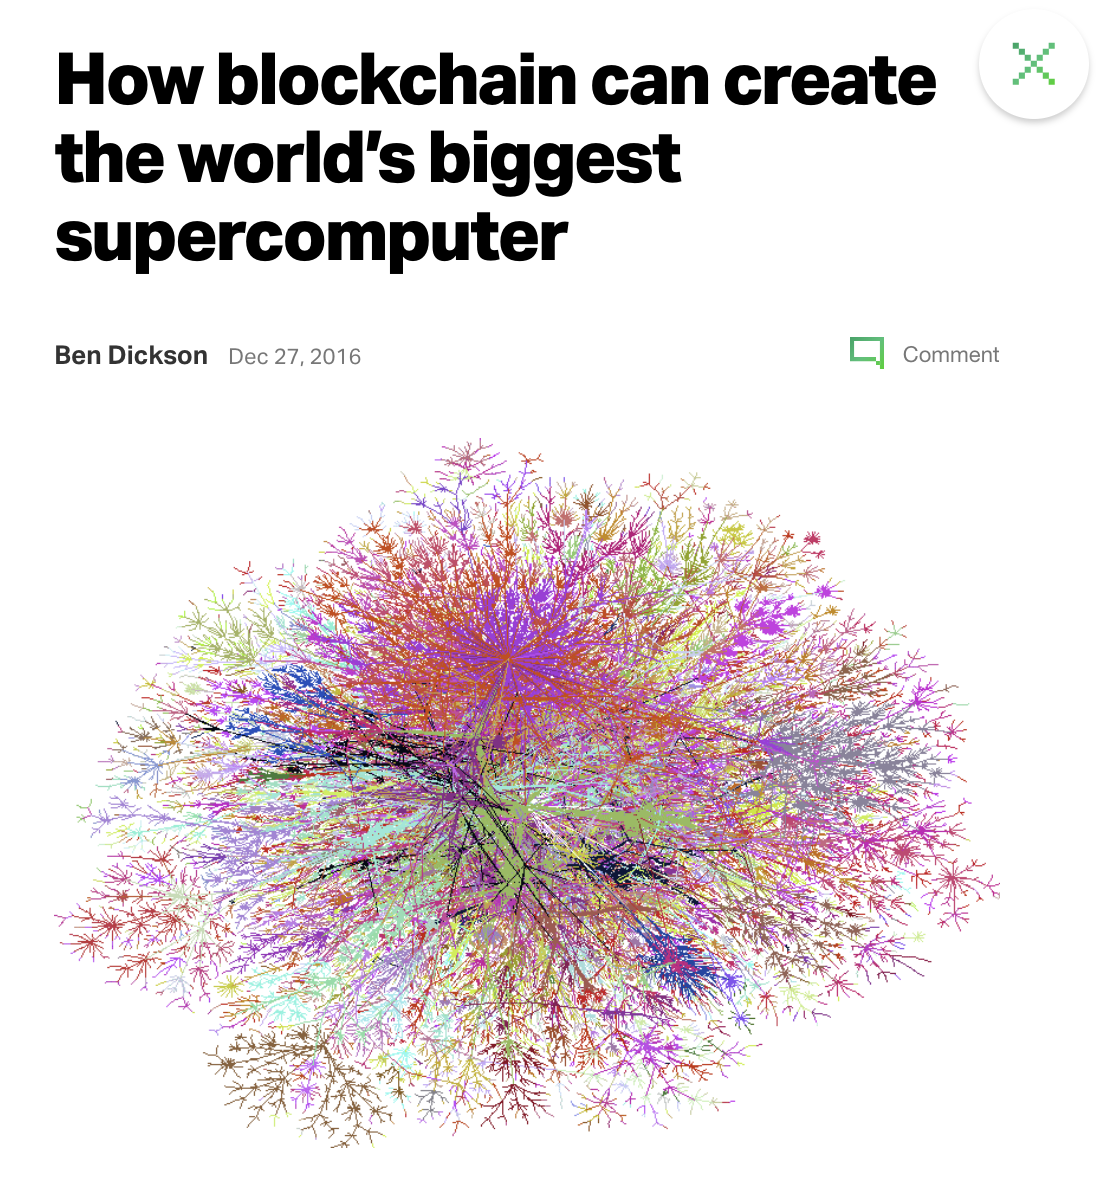 How blockchain can create
the world’s biggest
supercomputer
Ben Dickson Dec 27, 2016 Comment